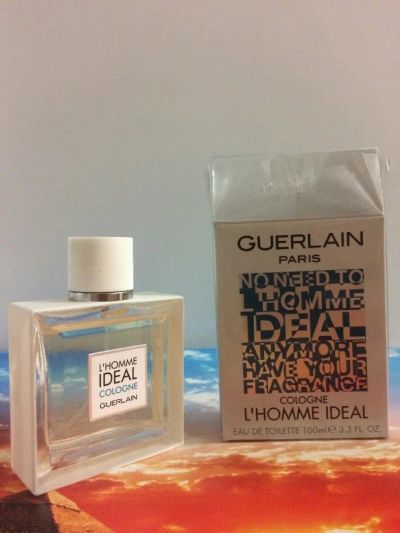 L'HOMME
IDEAL
COLOGNE
GUERLAIN
GUERLAIN
PARIS
NO NEED TO
L'HOMME
IDEAL
ANYMORE
HAVE YOUR
FRAGRANCE
COLOGNE
L'HOMME IDEAL
EAU DE TOILETTE 100ml e 3.3 FL. OZ.